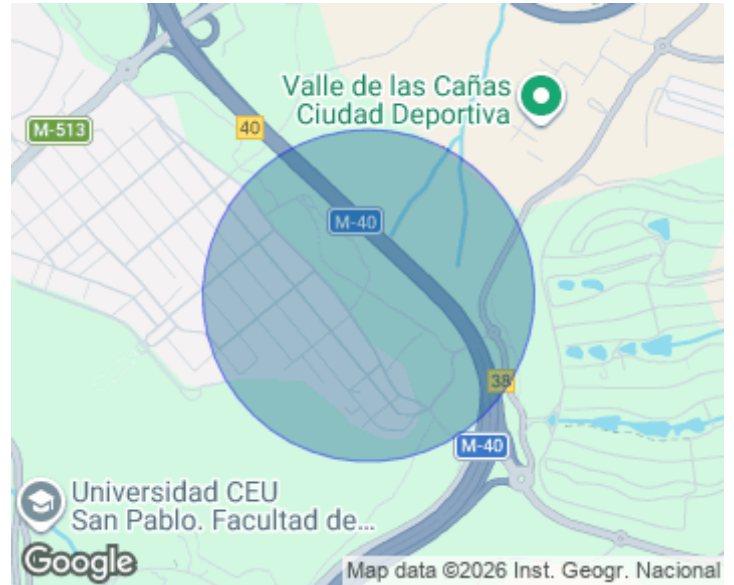 Valle de las Cañas
Ciudad Deportiva
M-513
40
M-40
38
M-40
Universidad CEU
San Pablo. Facultad de...
Google
Map data ©2026 Inst. Geogr. Nacional